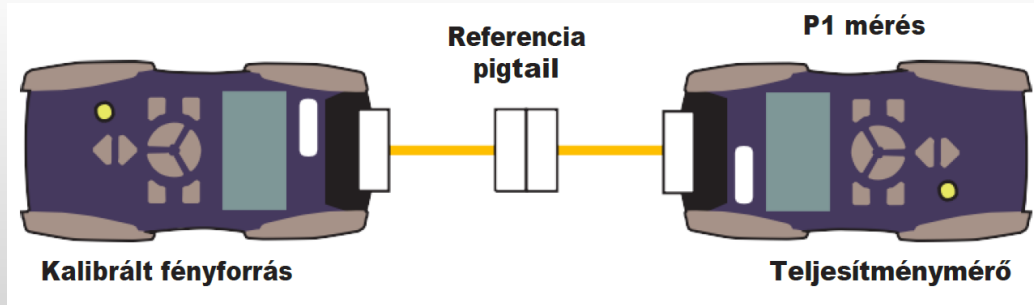 Referencia
pigtail
P1 mérés
Kalibrált fényforrás
Teljesítménymérő